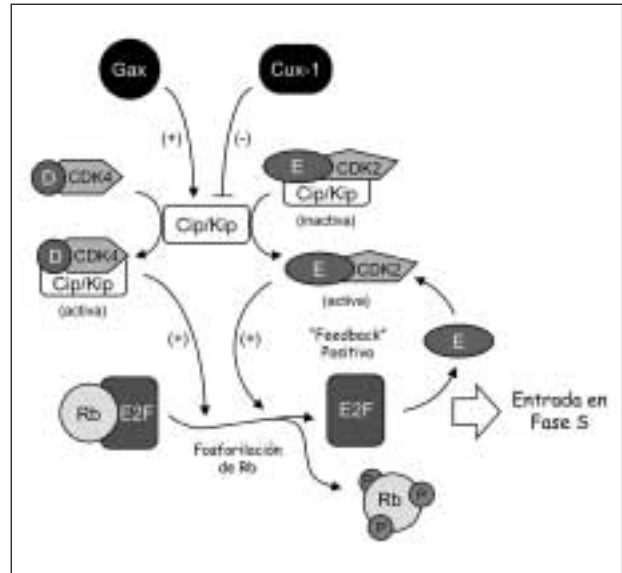 Gax
Cux-1
(+)
(-)
D CDK4
E CDK2
Cip/Kip
(inactiva)
Cip/Kip
D CDK4
Cip/Kip
(activa)
E CDK2
(activa)
(+)
(+)
"Feedback"
Positivo
E
Rb E2F
E2F
Entrada en
Fase S
Fosforilación
de Rb
P
Rb
P
P